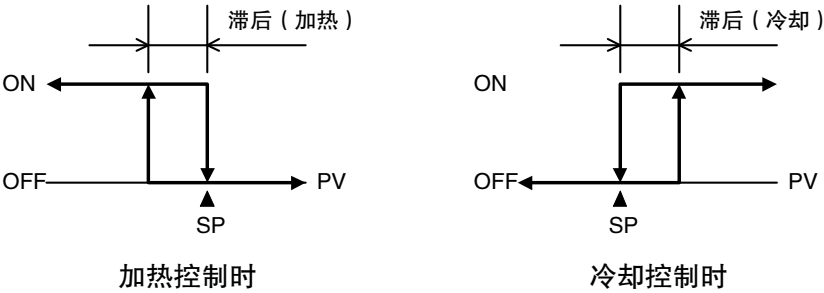 滞后（加热） 滞后（冷却）
ON ON
OFF PV OFF PV
SP SP
加热控制时 冷却控制时